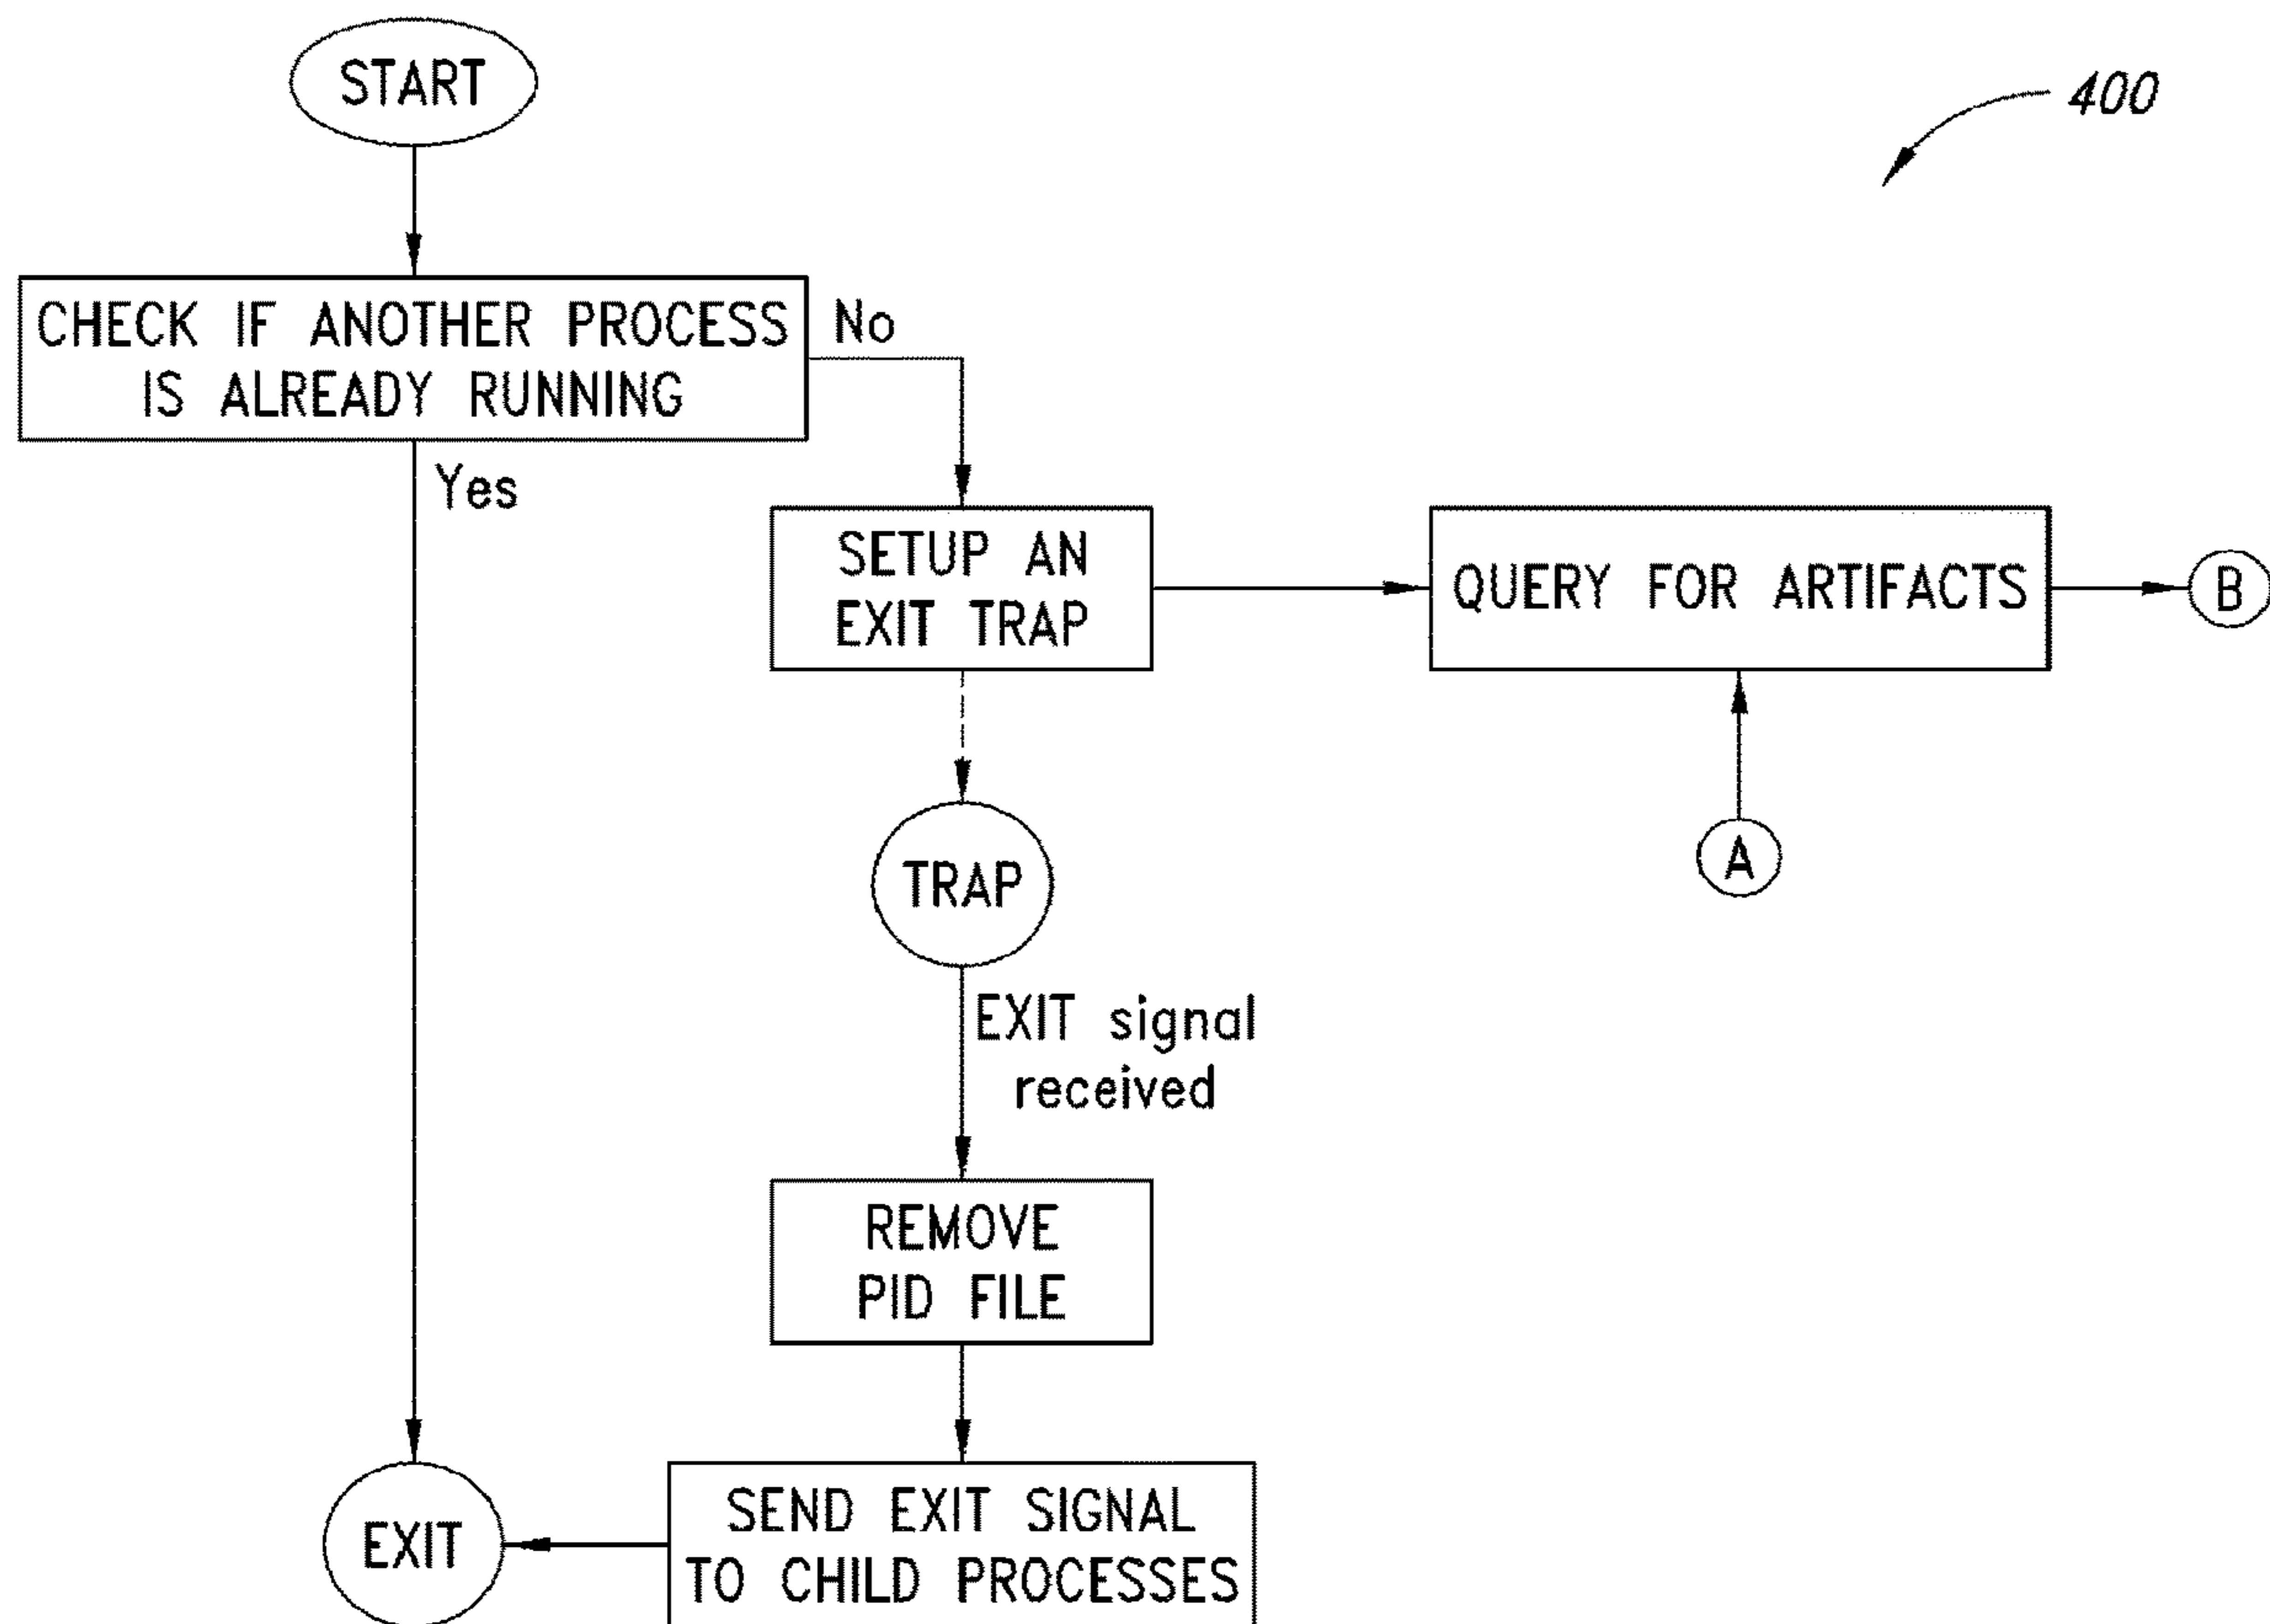 START
400
CHECK IF ANOTHER PROCESS
IS ALREADY RUNNING
No
Yes
SETUP AN
EXIT TRAP
QUERY FOR ARTIFACTS
B
A
TRAP
EXIT signal
received
REMOVE
PID FILE
SEND EXIT SIGNAL
TO CHILD PROCESSES
EXIT